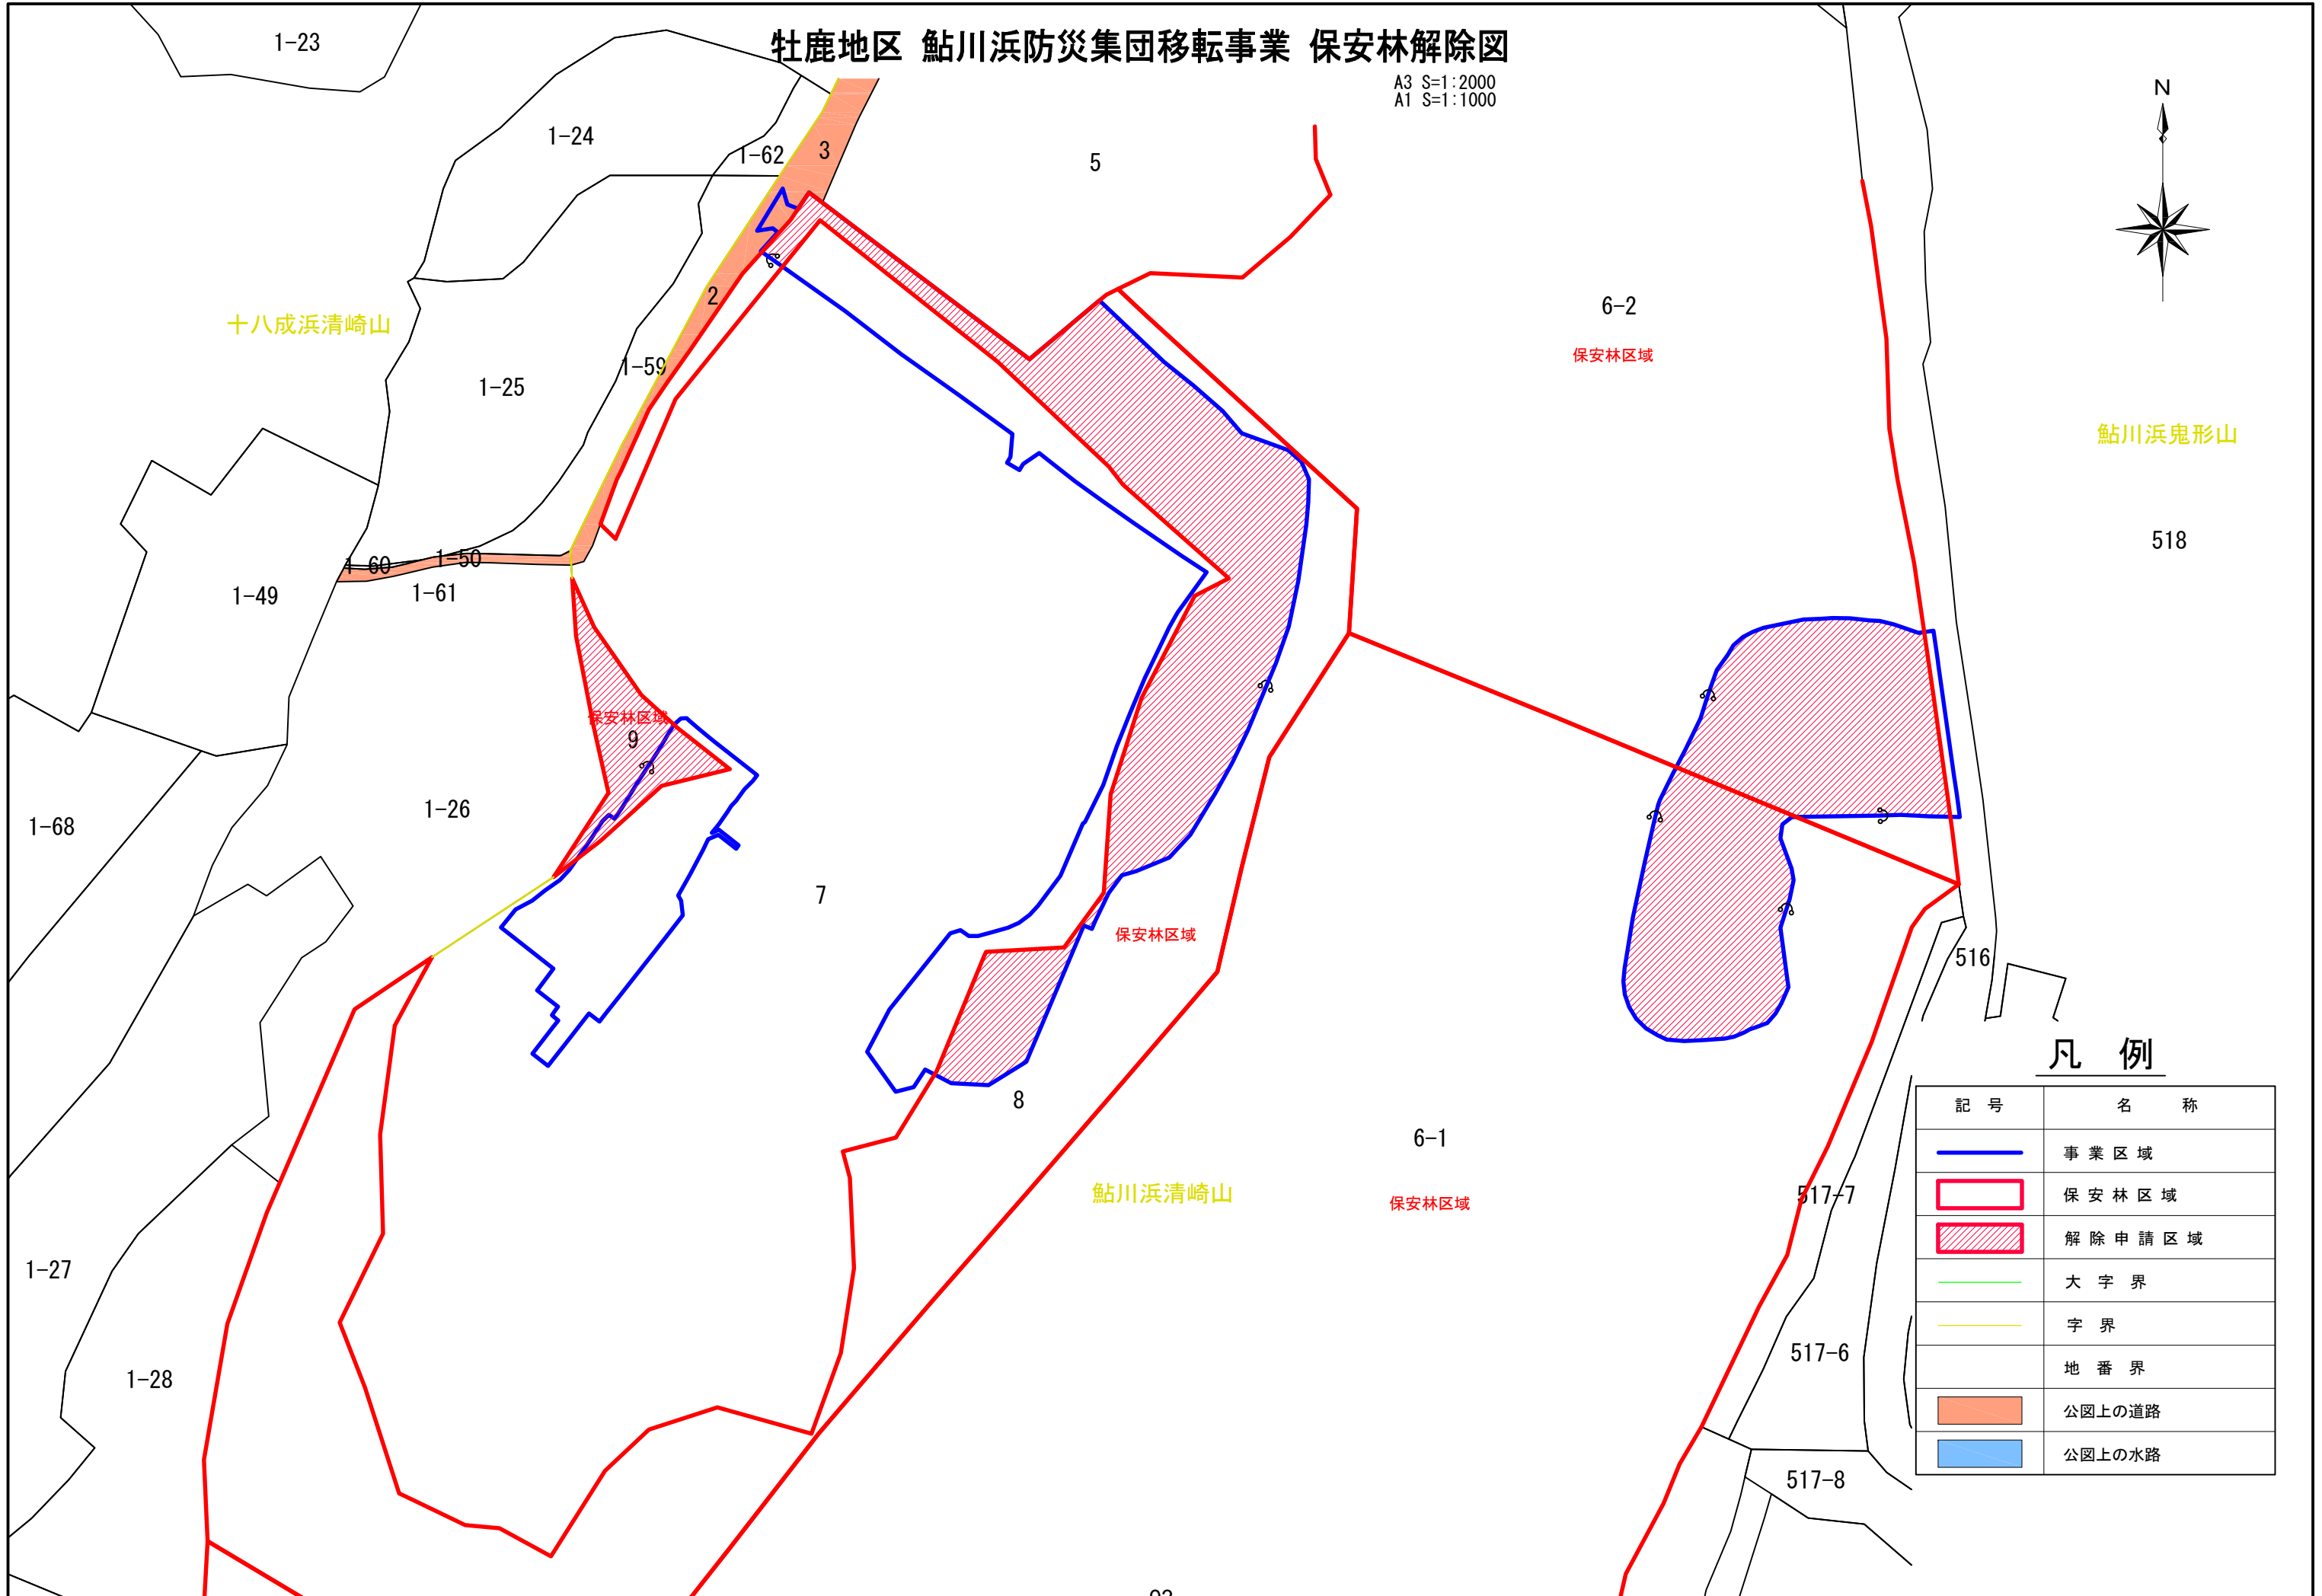 牡鹿地区 鮎川浜防災集団移転事業 保安林解除図
A3 S=1:2000
A1 S=1:1000
N
1-23
1-24
1-62
3
5
2
6-2
保安林区域
十八成浜清崎山
1-59
1-25
鮎川浜鬼形山
518
1-60
1-50
1-49
1-61
保安林区域
9
1-26
1-68
7
保安林区域
516
8
6-1
鮎川浜清崎山
保安林区域
517-7
1-27
517-6
1-28
517-8
凡 例
記 号 名 称
事 業 区 域
保 安 林 区 域
解 除 申 請 区 域
大 字 界
字 界
地 番 界
公図上の道路
公図上の水路